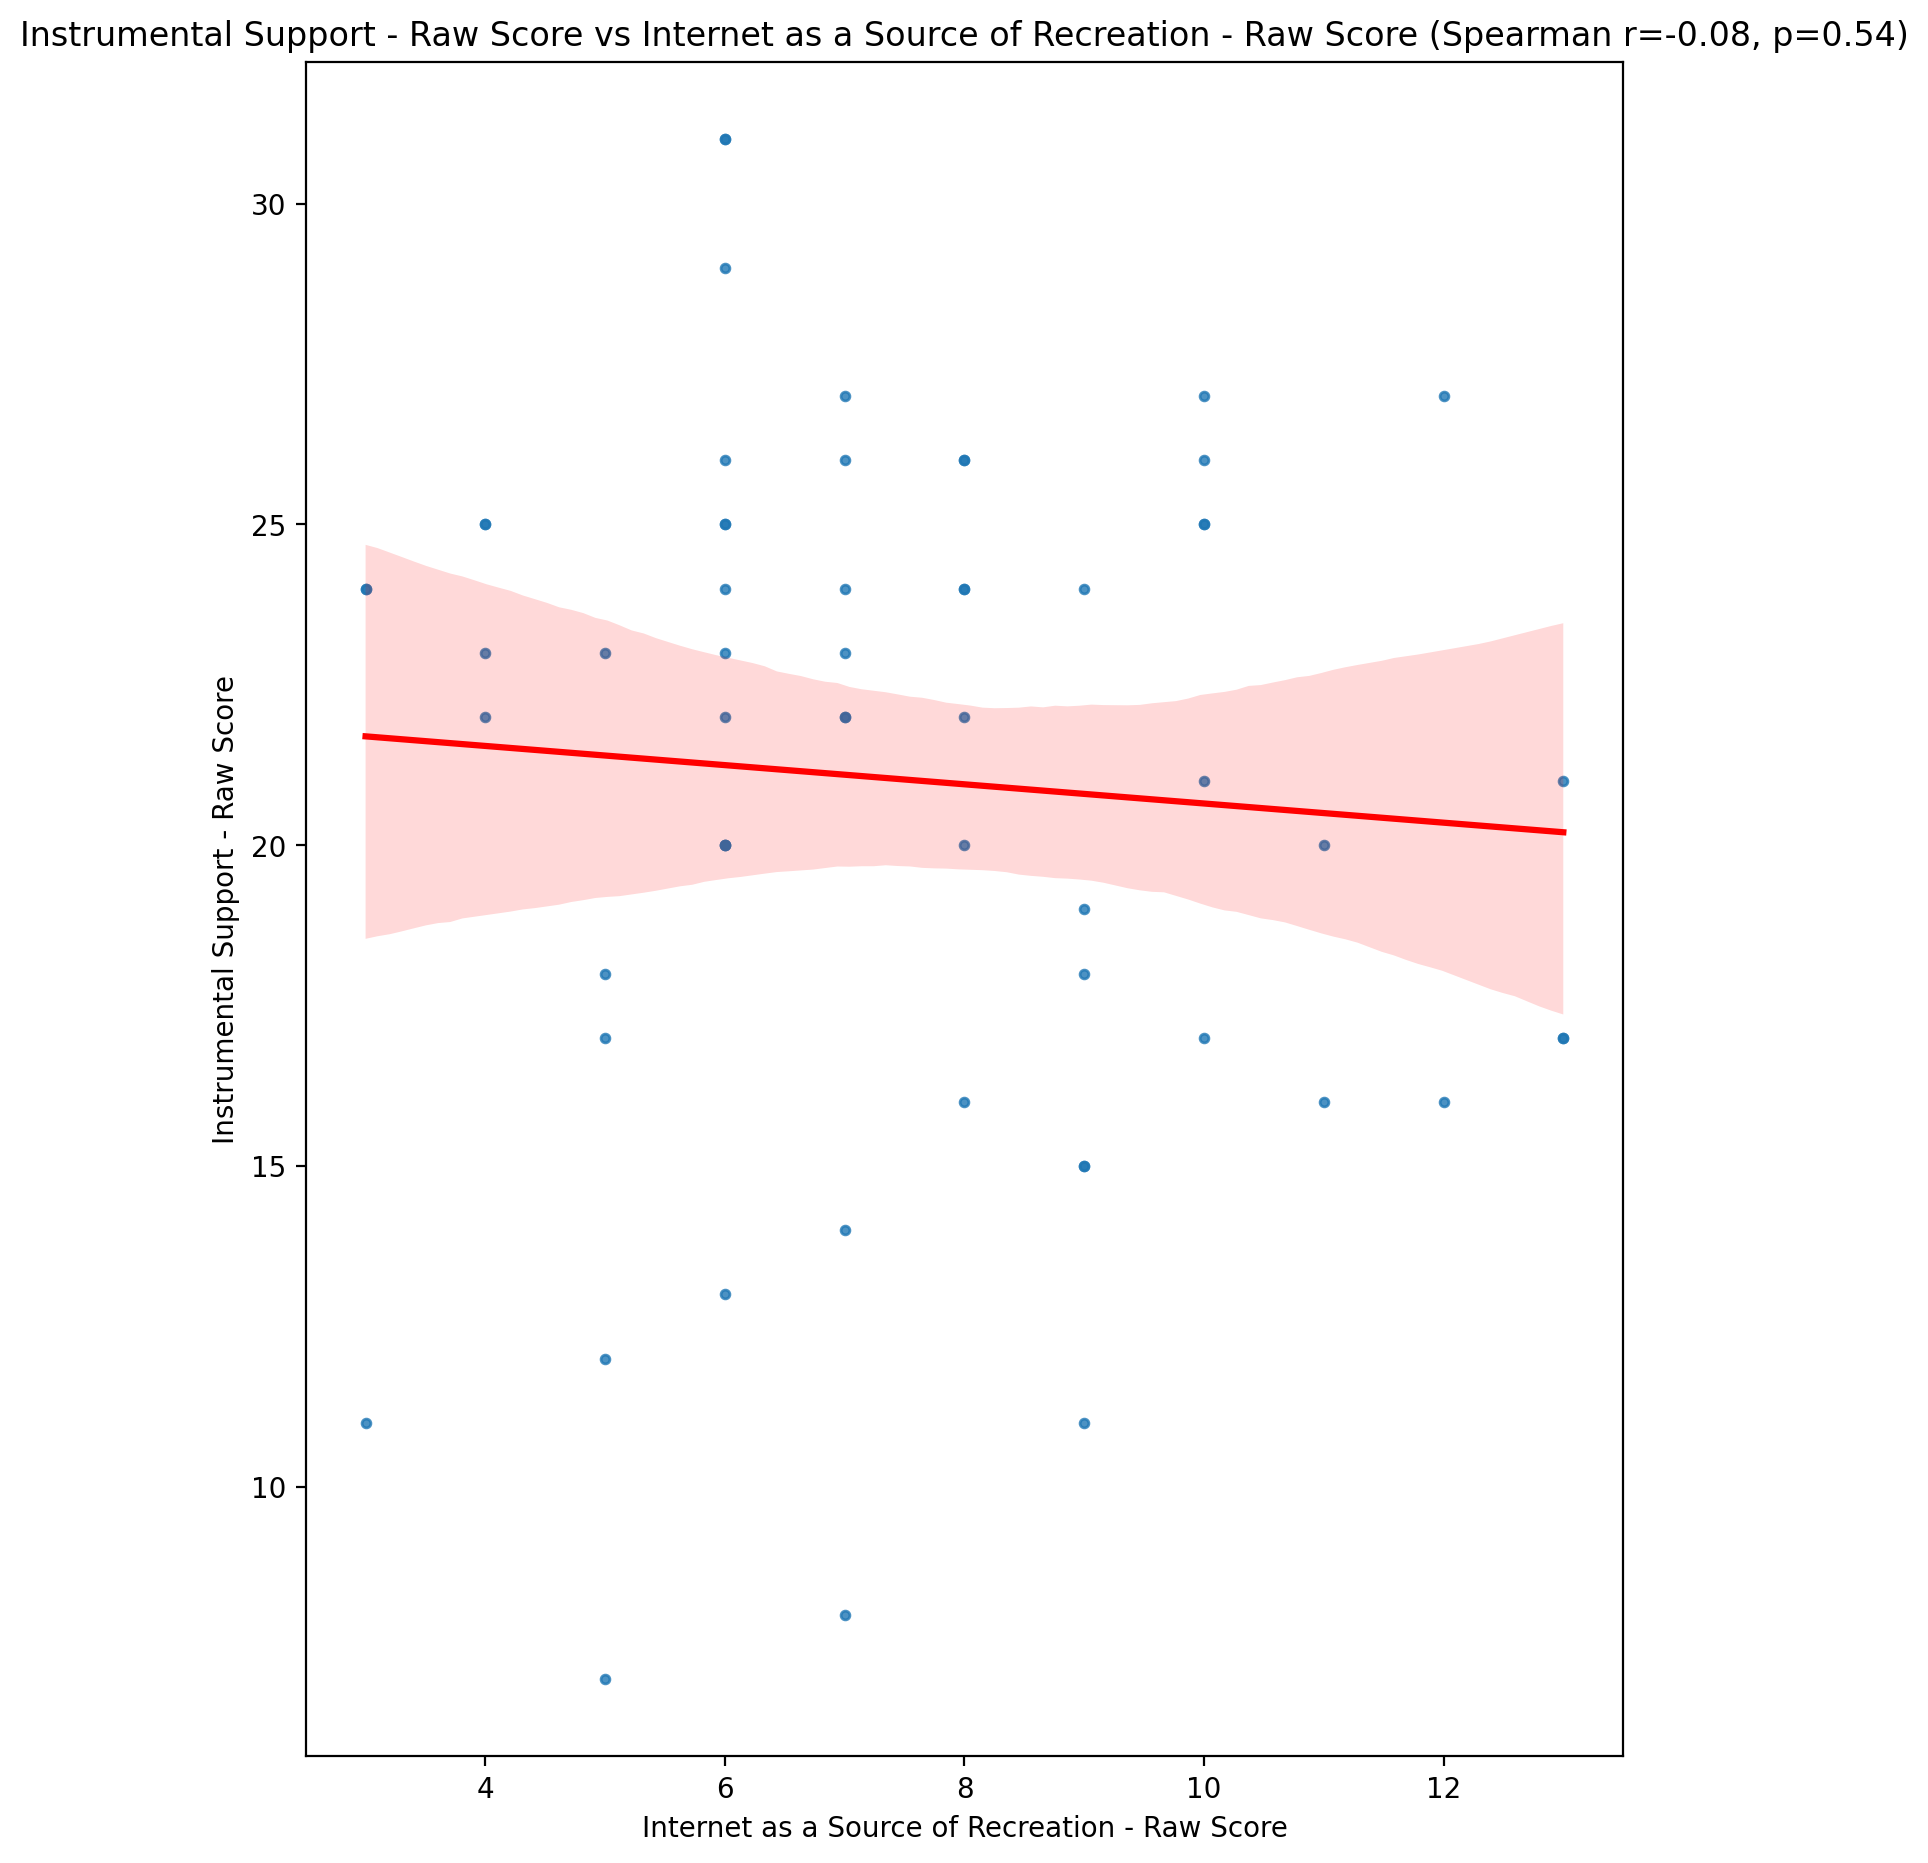 Instrumental Support - Raw Score vs Internet as a Source of Recreation - Raw Score (Spearman r=-0.08, p=0.54)
30
25
20
15
10
Instrumental Support - Raw Score
4 6 8 10 12
Internet as a Source of Recreation - Raw Score